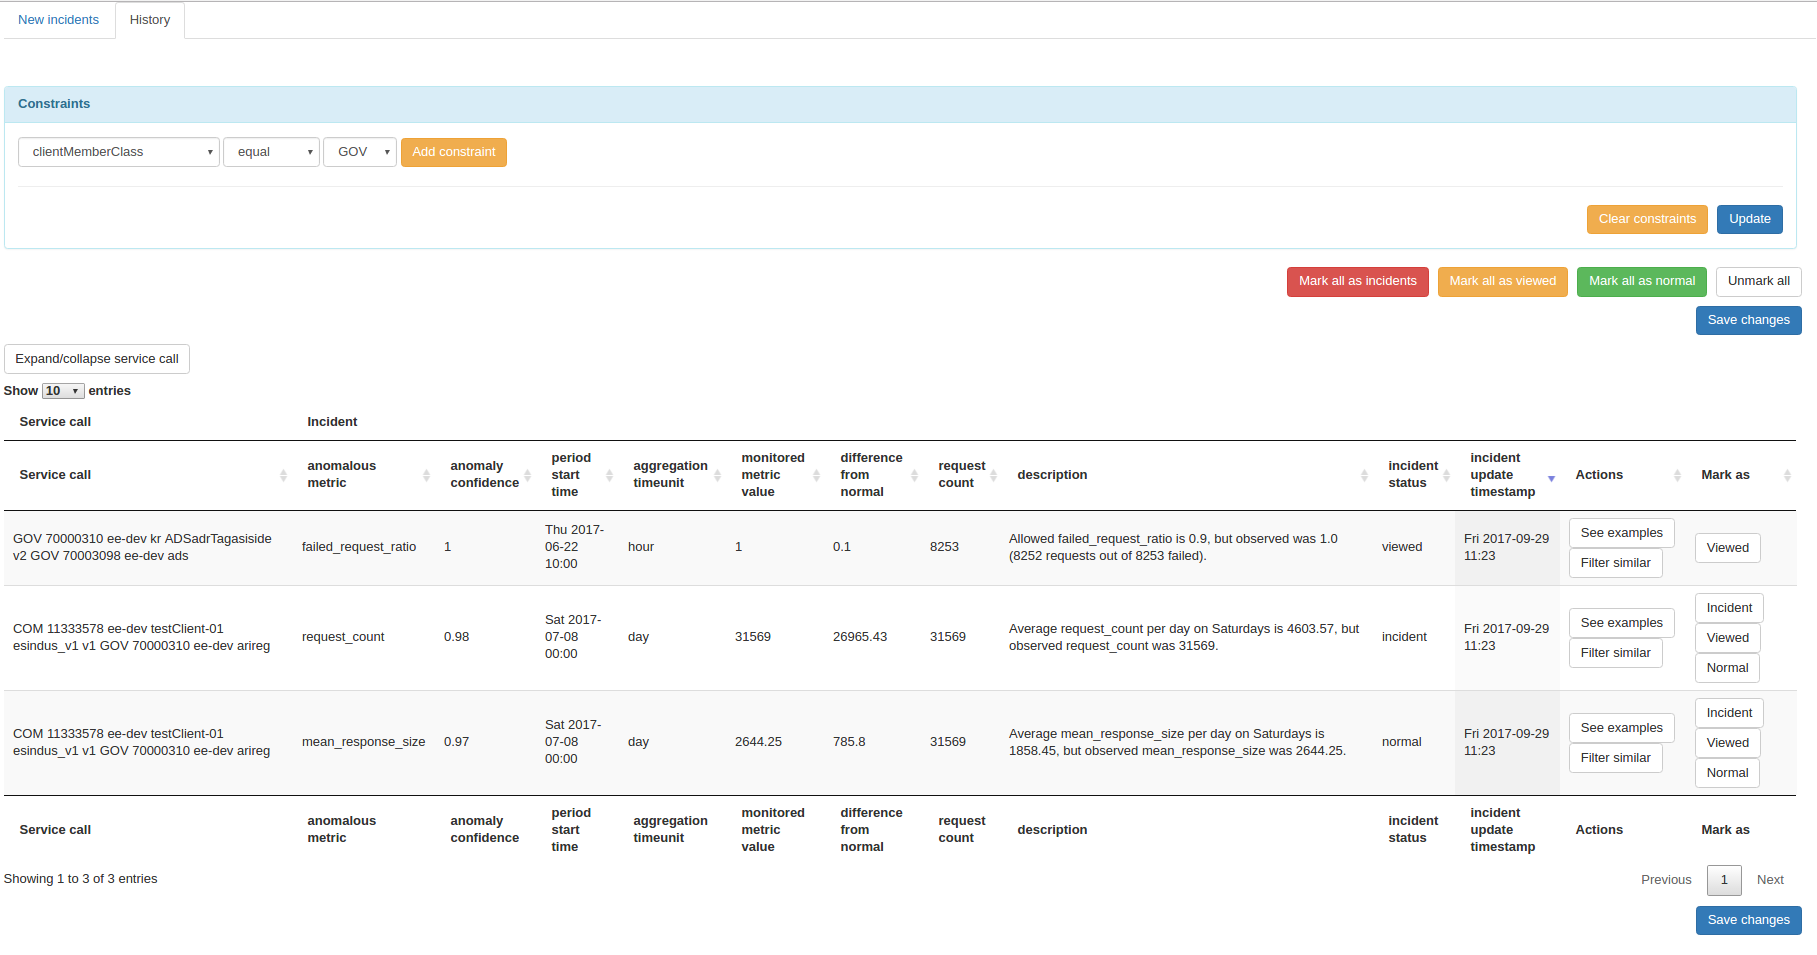 New incidents History
Constraints
clientMemberClass equal GOV Add constraint
Clear constraints Update
Mark all as incidents Mark all as viewed Mark all as normal Unmark all
Save changes
Expand/collapse service call
Show 10 entries
Service call Incident
Service call
anomalous
metric
anomaly
confidence
period
start
time
aggregation
timeunit
monitored
metric
value
difference
from
normal
request
count
description
incident
status
incident
update
timestamp
Actions
Mark as
GOV 70000310 ee-dev kr ADSadrTagasiside
v2 GOV 70003098 ee-dev ads
failed_request_ratio
1
Thu 2017-
06-22
10:00
hour
1
0.1
8253
Allowed failed_request_ratio is 0.9, but observed was 1.0
(8252 requests out of 8253 failed).
viewed
Fri 2017-09-29
11:23
See examples
Filter similar
Viewed
COM 11333578 ee-dev testClient-01
esindus_v1 v1 GOV 70000310 ee-dev arireg
request_count
0.98
Sat 2017-
07-08
00:00
day
31569
26965.43
31569
Average request_count per day on Saturdays is 4603.57, but
observed request_count was 31569.
incident
Fri 2017-09-29
11:23
See examples
Filter similar
Incident
Viewed
Normal
COM 11333578 ee-dev testClient-01
esindus_v1 v1 GOV 70000310 ee-dev arireg
mean_response_size
0.97
Sat 2017-
07-08
00:00
day
2644.25
785.8
31569
Average mean_response_size per day on Saturdays is
1858.45, but observed mean_response_size was 2644.25.
normal
Fri 2017-09-29
11:23
See examples
Filter similar
Incident
Viewed
Normal
Service call
anomalous
metric
anomaly
confidence
period
start
time
aggregation
timeunit
monitored
metric
value
difference
from
normal
request
count
description
incident
status
incident
update
timestamp
Actions
Mark as
Showing 1 to 3 of 3 entries
Previous 1 Next
Save changes